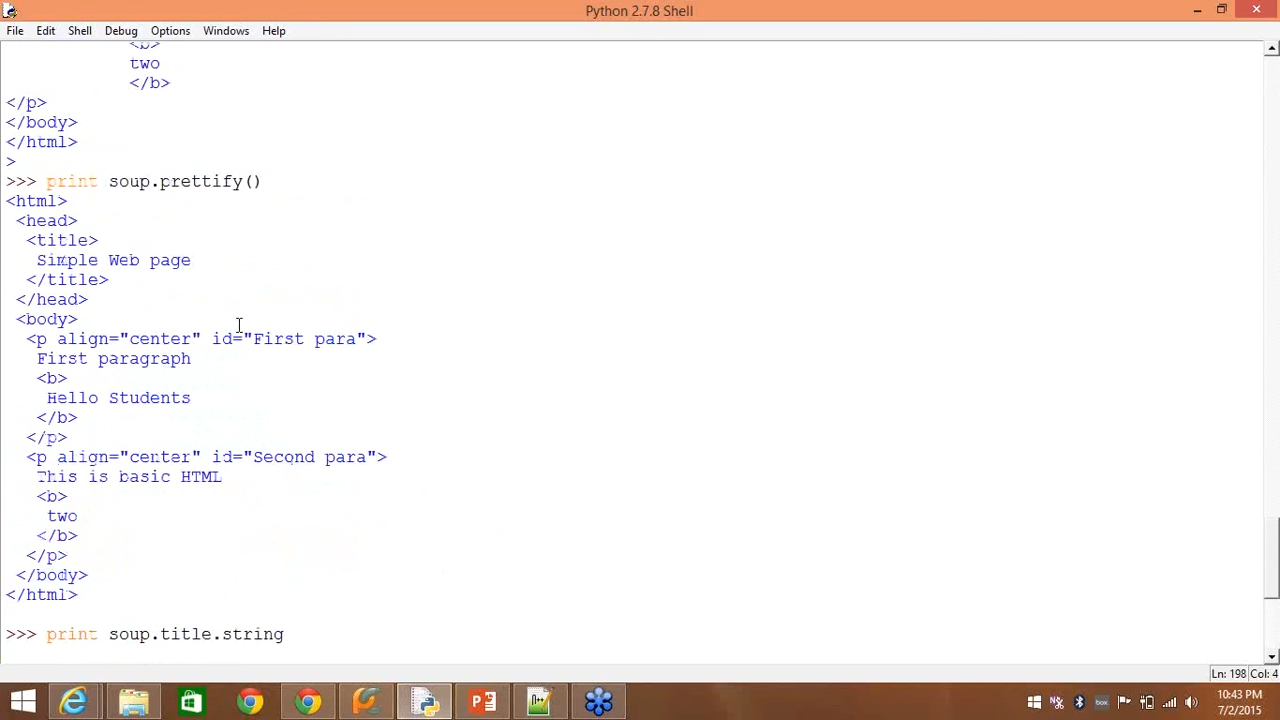 Python 2.7.8 Shell
File Edit Shell Debug Options Windows Help
<b>
two
</b>
</p>
</body>
</html>
>
>>> print soup.prettify()
<html>
<head>
<title>
Simple Web page
</title>
</head>
<body>
<p align="center" id="First para">
First paragraph
<b>
Hello Students
</b>
</p>
<p align="center" id="Second para">
This is basic HTML
<b>
two
</b>
</p>
</body>
</html>
>>> print soup.title.string
Ln: 198 Col: 4
10:43 PM
7/2/2015